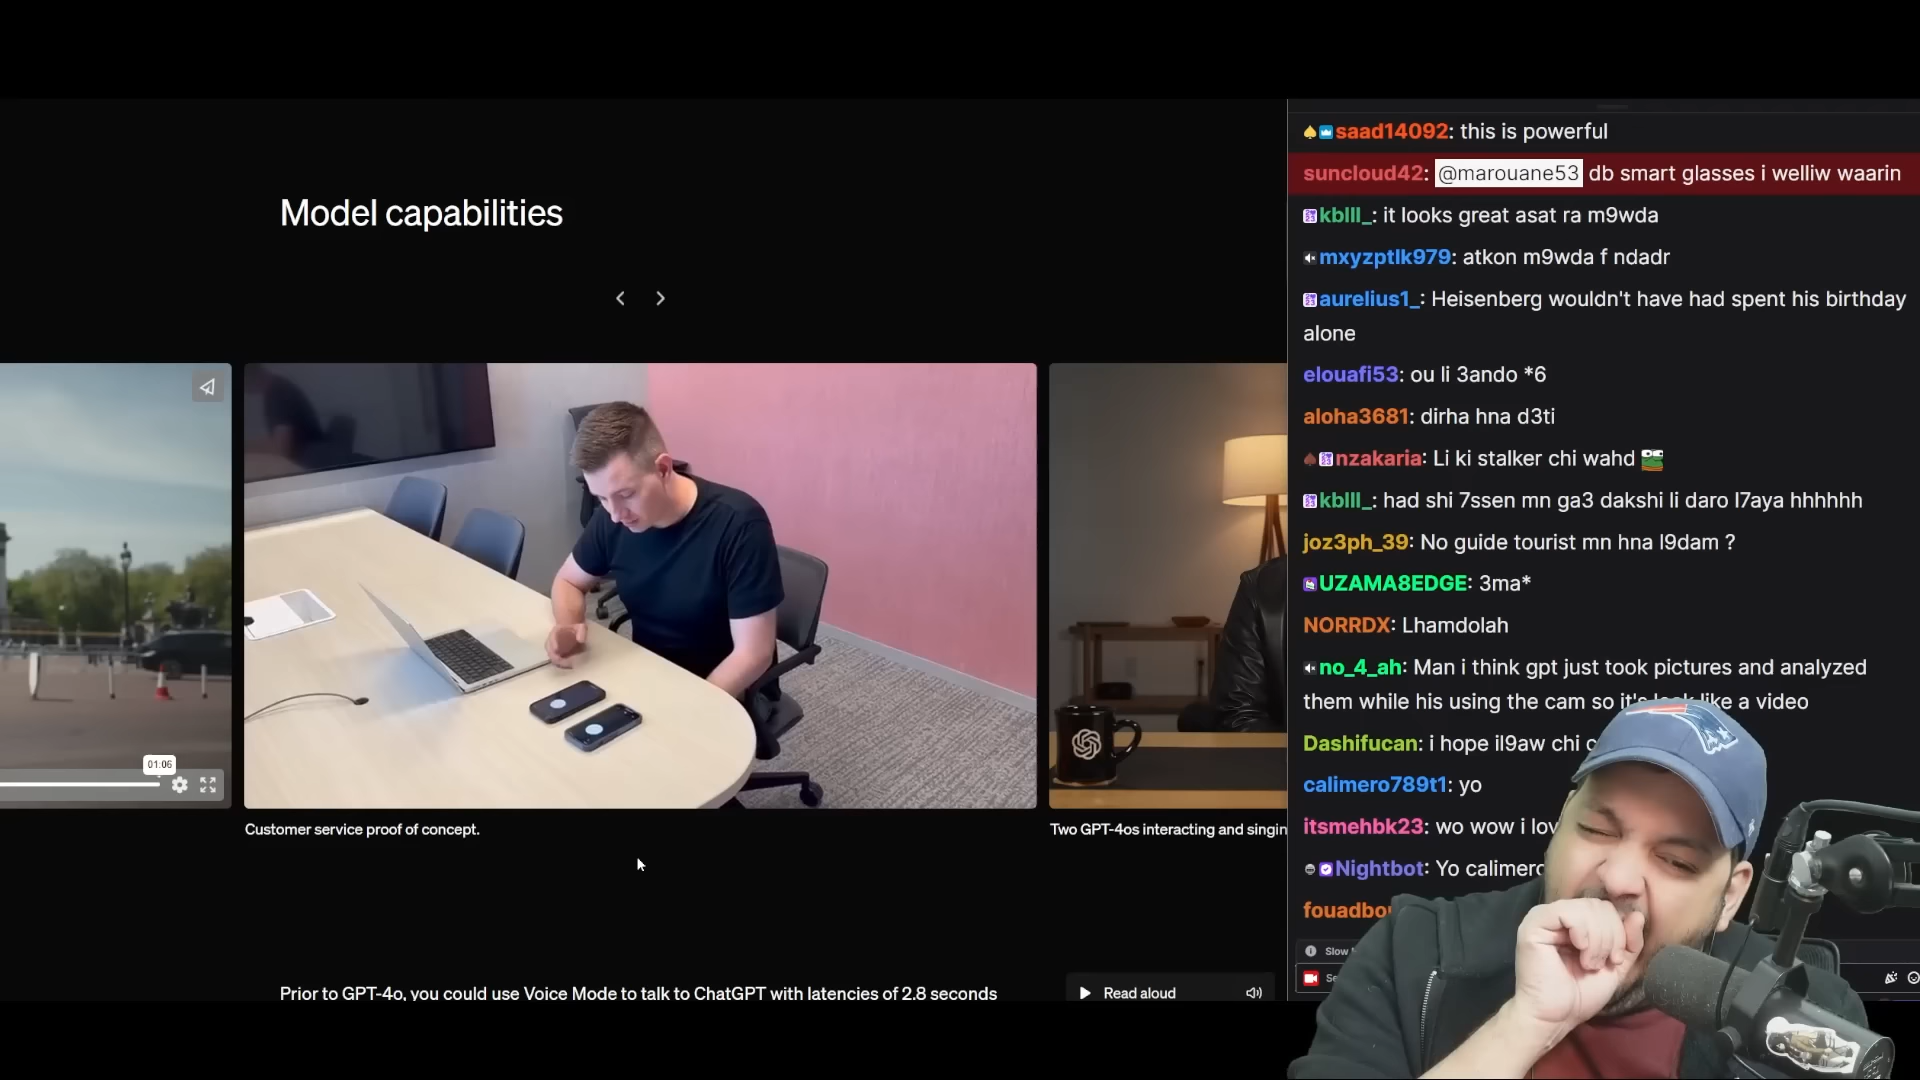 Model capabilities
01:06
Customer service proof of concept.
Two GPT-4os interacting and singin
Prior to GPT-4o, you could use Voice Mode to talk to ChatGPT with latencies of 2.8 seconds
Read aloud
saad14092: this is powerful
suncloud42: @marouane53 db smart glasses i welliw waarin
kblll_: it looks great asat ra m9wda
mxyzptlk979: atkon m9wda f ndadr
aurelius1_: Heisenberg wouldn't have had spent his birthday
alone
elouafi53: ou li 3ando *6
aloha3681: dirha hna d3ti
nzakaria: Li ki stalker chi wahd
kblll_: had shi 7ssen mn ga3 dakshi li daro l7aya hhhhhh
joz3ph_39: No guide tourist mn hna l9dam ?
UZAMA8EDGE: 3ma*
NORRDX: Lhamdolah
no_4_ah: Man i think gpt just took pictures and analyzed
them while his using the cam so it's look like a video
Dashifucan: i hope il9aw chi
calimero789t1: yo
itsmehbk23: wo wow i lov
Nightbot: Yo calimero
fouadbou
Slow